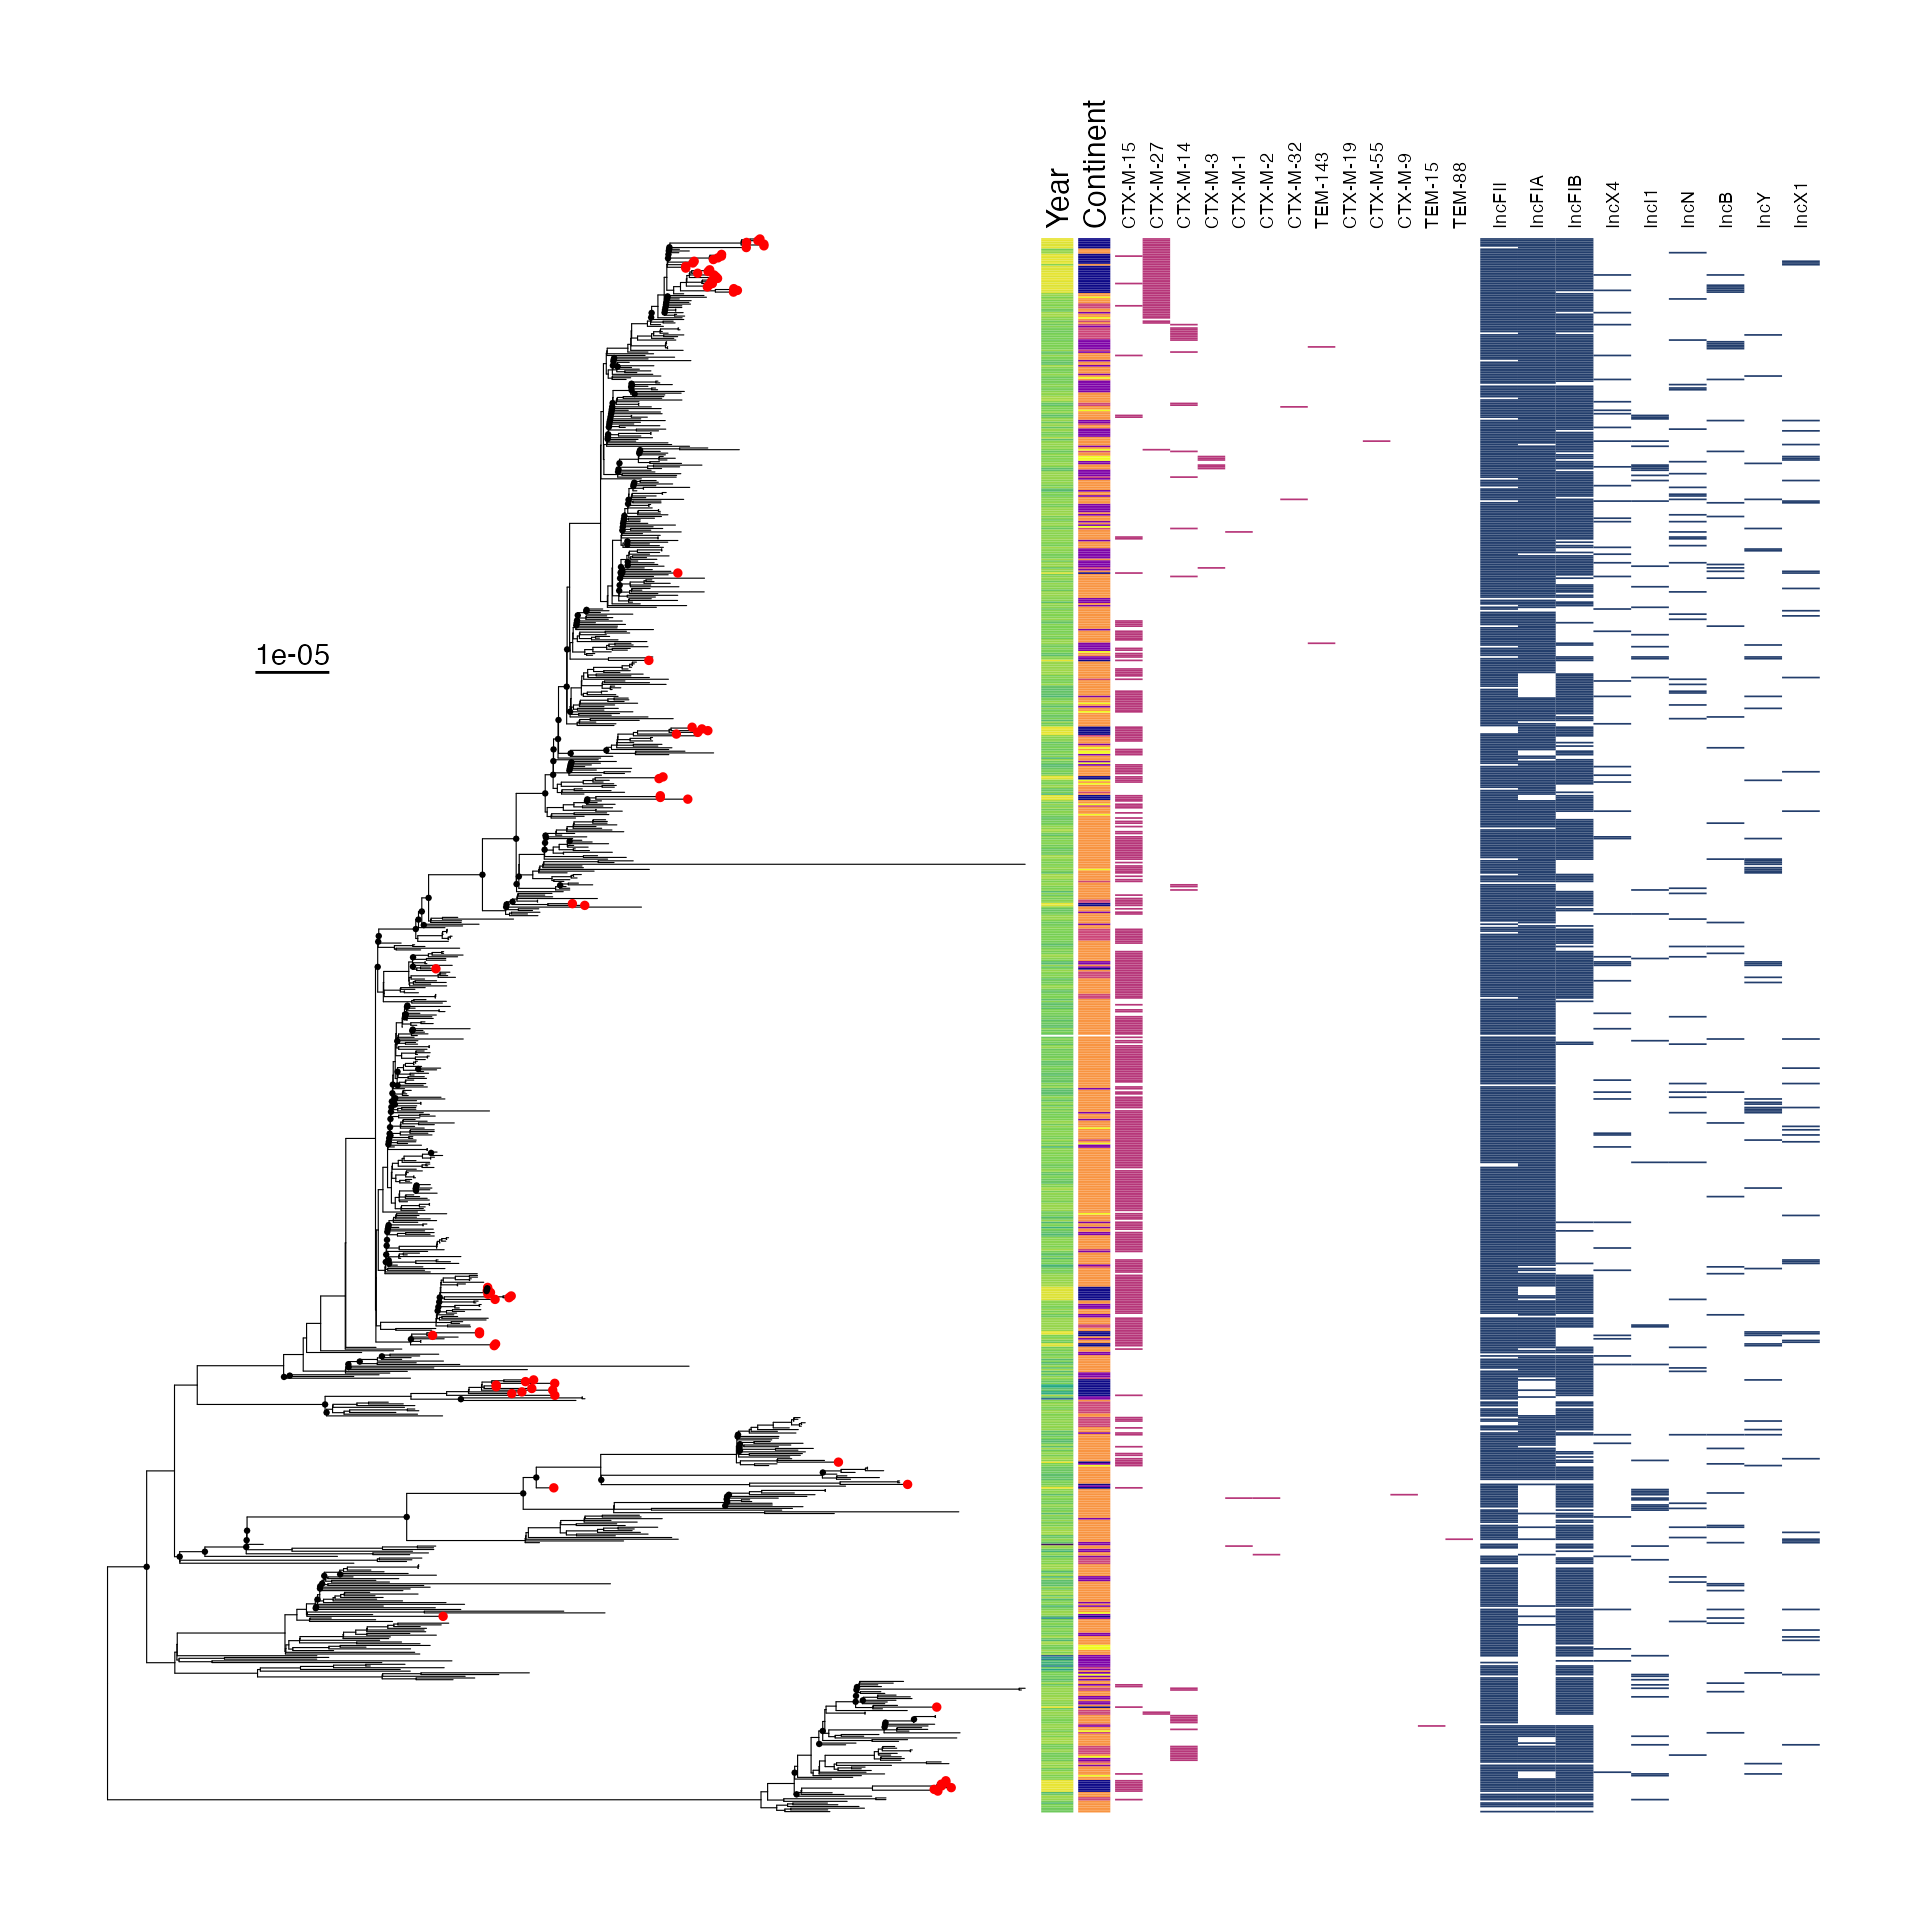 Year
Continent
CTX-M-15
CTX-M-27
CTX-M-14
CTX-M-3
CTX-M-1
CTX-M-2
CTX-M-32
TEM-143
CTX-M-19
CTX-M-55
CTX-M-9
TEM-15
TEM-88
IncFII
IncFIA
IncFIB
IncX4
IncI1
IncN
IncB
IncY
IncX1
1e-05